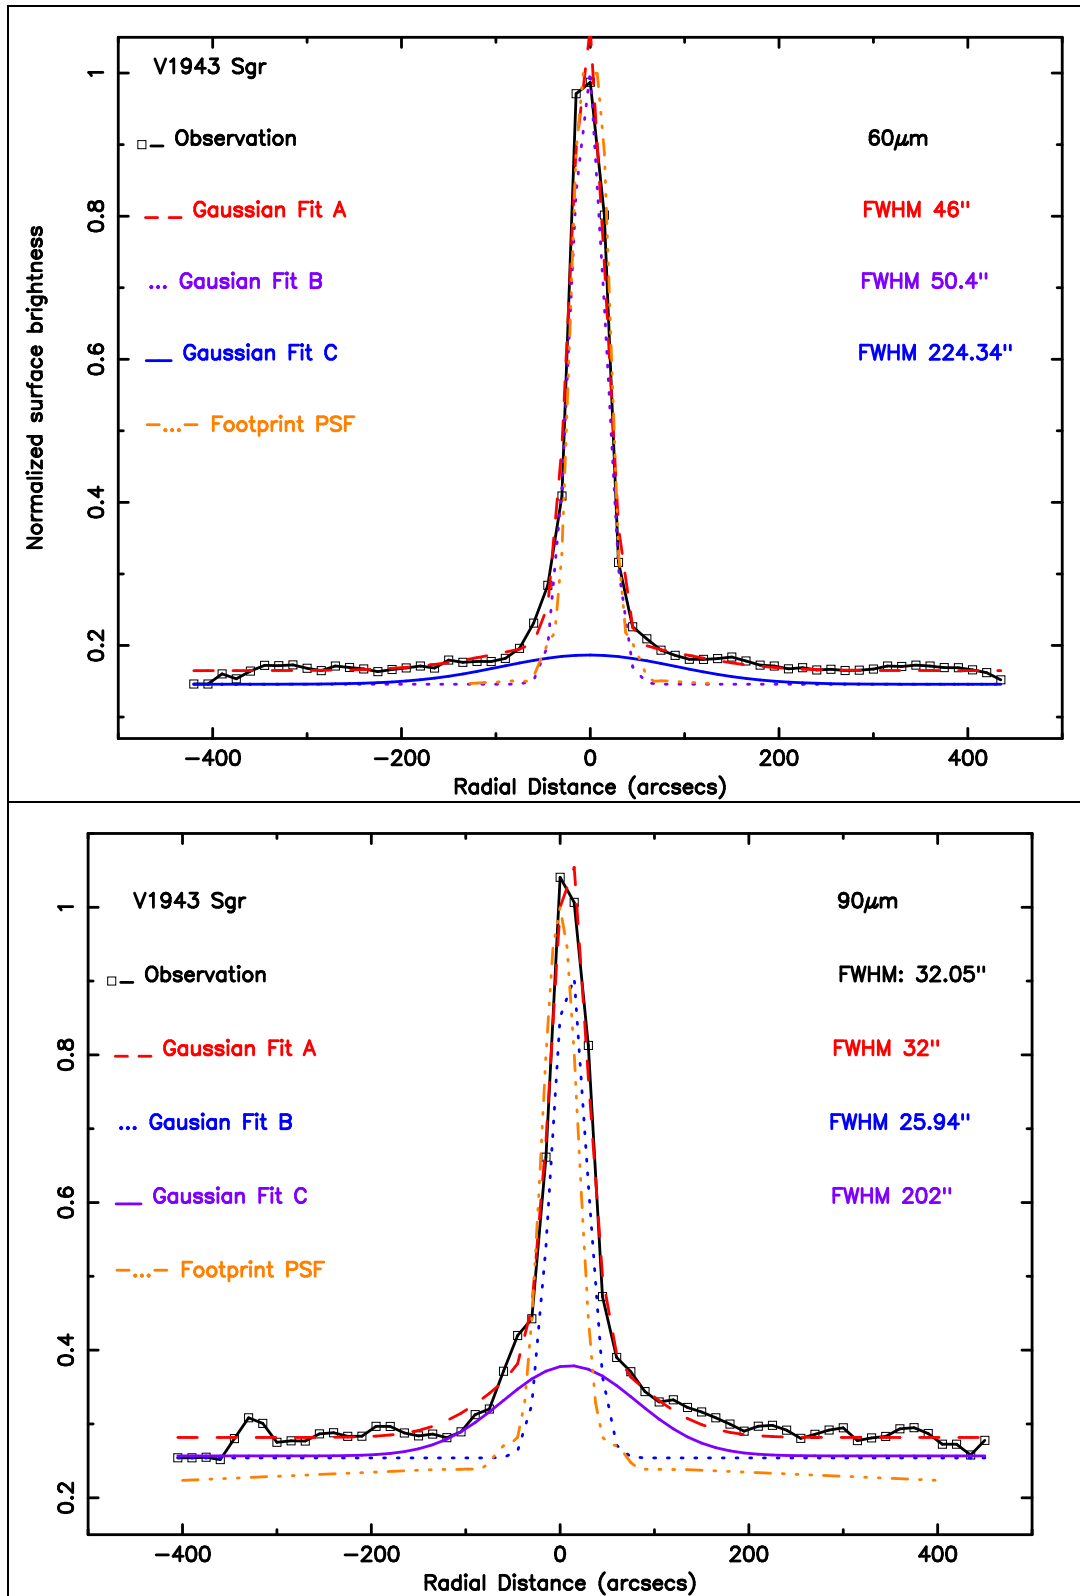 V1943 Sgr
Observation
60μm
Gaussian Fit A
FWHM 46"
Gausian Fit B
FWHM 50.4"
Gaussian Fit C
FWHM 224.34"
Footprint PSF
Normalized surface brightness
1
0.8
0.6
0.4
0.2
−400
−200
0
200
400
Radial Distance (arcsecs)
V1943 Sgr
90μm
Observation
FWHM: 32.05"
Gaussian Fit A
FWHM 32"
Gausian Fit B
FWHM 25.94"
Gaussian Fit C
FWHM 202"
Footprint PSF
1
0.8
0.6
0.4
0.2
−400
−200
0
200
400
Radial Distance (arcsecs)